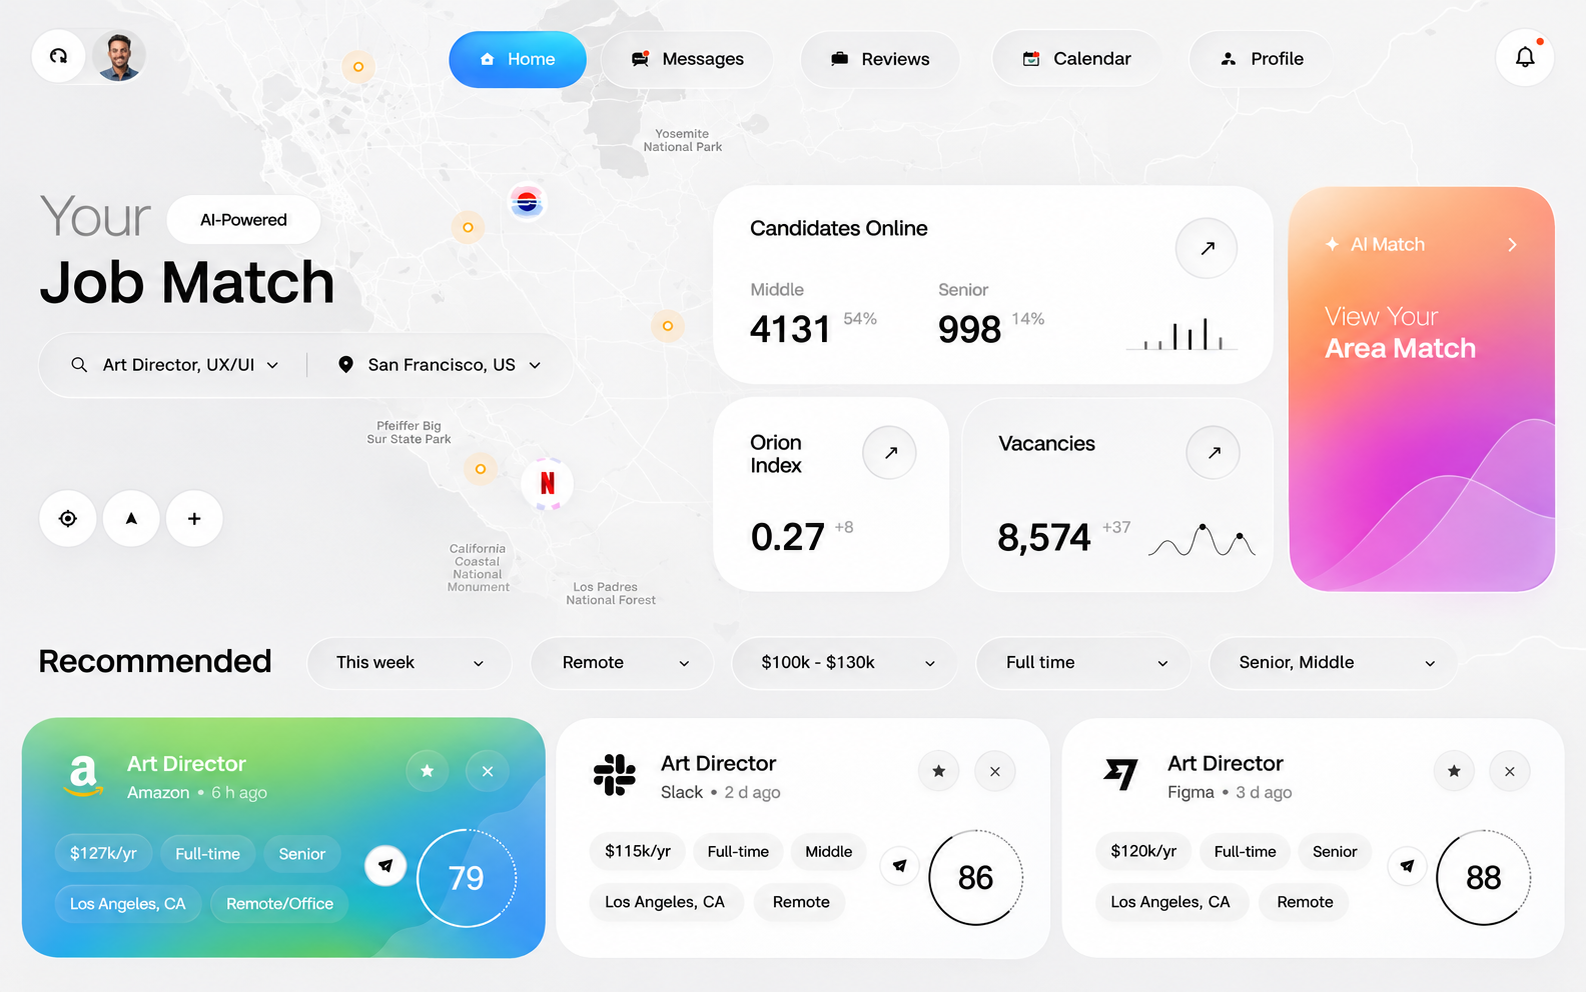 Home
Messages
Reviews
Calendar
Profile
Yosemite
National Park
Your
AI-Powered
Job Match
Art Director, UX/UI
San Francisco, US
Pfeiffer Big
Sur State Park
N
California
Coastal
National
Monument
Los Padres
National Forest
Candidates Online
Middle
4131 54%
Senior
998 14%
Orion
Index
0.27 +8
Vacancies
8,574 +37
AI Match
View Your
Area Match
Recommended
This week
Remote
$100k - $130k
Full time
Senior, Middle
a
Art Director
Amazon • 6 h ago
$127k/yr
Full-time
Senior
Los Angeles, CA
Remote/Office
79
Art Director
Slack • 2 d ago
$115k/yr
Full-time
Middle
Los Angeles, CA
Remote
86
Art Director
Figma • 3 d ago
$120k/yr
Full-time
Senior
Los Angeles, CA
Remote
88